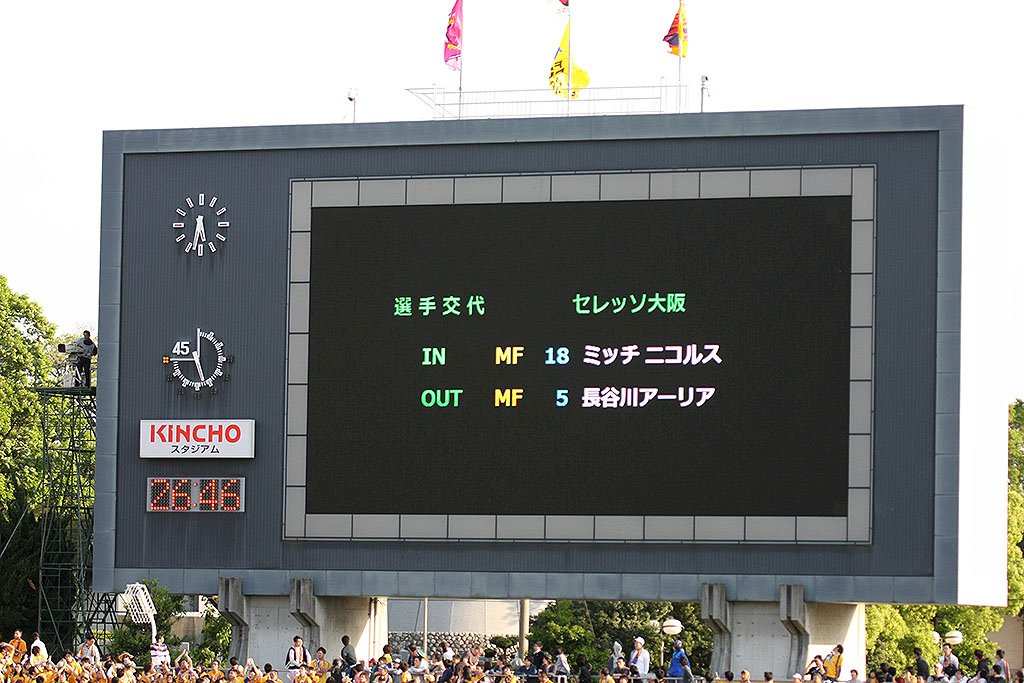 選手交代 セレッソ大阪
IN MF 18 ミッチ ニコルス
OUT MF 5 長谷川アーリア
45
KiNCHO
スタジアム
26:46